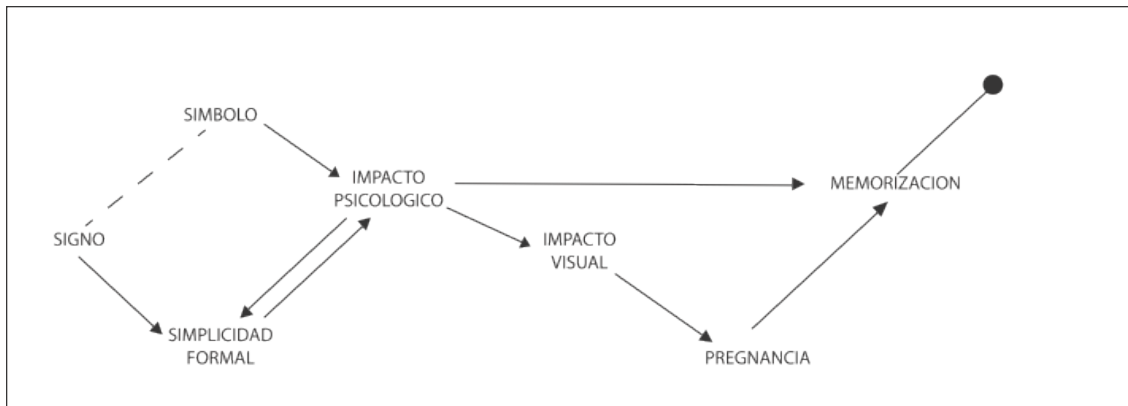 SIMBOLO
IMPACTO
PSICOLOGICO
MEMORIZACION
SIGNO
IMPACTO
VISUAL
SIMPLICIDAD
FORMAL
PREGNANCIA